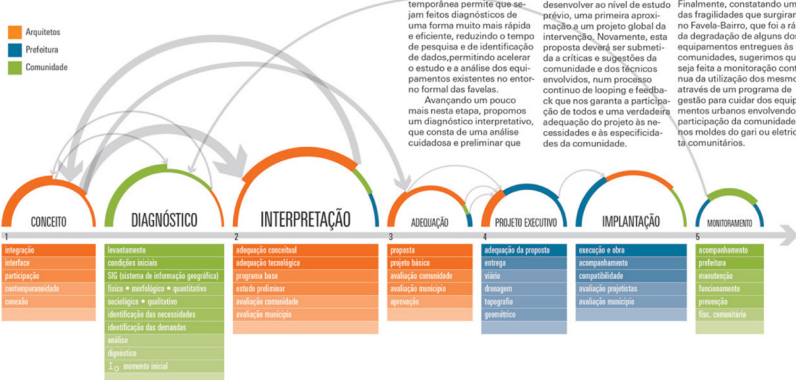 temporânea permite que se-
jam feitos diagnósticos de
uma forma muito mais rápida
e eficiente, reduzindo o tempo
de pesquisa e de identificação
de dados,permitindo acelerar
o estudo e a análise dos equi-
pamentos existentes no entor-
no formal das favelas.
Avançando um pouco
mais nesta etapa, propomos
um diagnóstico interpretativo,
que consta de uma análise
cuidadosa e preliminar que
desenvolver ao nível de estudo
prévio, uma primeira aproxi-
mação a um projeto global da
intervenção. Novamente, esta
proposta deverá ser submeti-
da a críticas e sugestões da
comunidade e dos técnicos
envolvidos, num processo
contínuo de looping e feedba-
ck que nos garanta a participa-
ção de todos e uma verdadeira
adequação do projeto às ne-
cessidades e às especificida-
des da comunidade.
Finalmente, constatando um
das fragilidades que surgiram
no Favela-Bairro, que foi a rá
da degradação de alguns dos
equipamentos entregues às
comunidades, sugerimos qu
seja feita a monitoração cont
nua da utilização dos mesmo
através de um programa de
gestão para cuidar dos equip
mentos urbanos envolvendo
participação da comunidade
nos moldes do gari ou eletric
ta comunitários.
Arquitetos
Prefeitura
Comunidade
CONCEITO
DIAGNÓSTICO
INTERPRETAÇÃO
ADEQUAÇÃO
PROJETO EXECUTIVO
IMPLANTAÇÃO
MONITORAMENTO
1
2
3
4
5
integração
interface
participação
contemporaneidade
conexão
levantamento
condições iniciais
SIG (sistema de informação geográfica)
físico • morfológico • quantitativo
sociológico • qualitativo
identificação das necessidades
identificação das demandas
análise
dignóstico
I₀ momento inicial
adequação conceitual
adequação tecnológica
programa base
estudo preliminar
avaliação comunidade
avaliação município
proposta
projeto básico
avaliação comunidade
avaliação município
aprovação
adequação da proposta
entrega
viário
drenagem
topografia
geométrico
execução e obra
acompanhamento
compatibilidade
avaliação projetistas
avaliação município
acompanhamento
prefeitura
manutenção
funcionamento
prevenção
fisc. comunitário